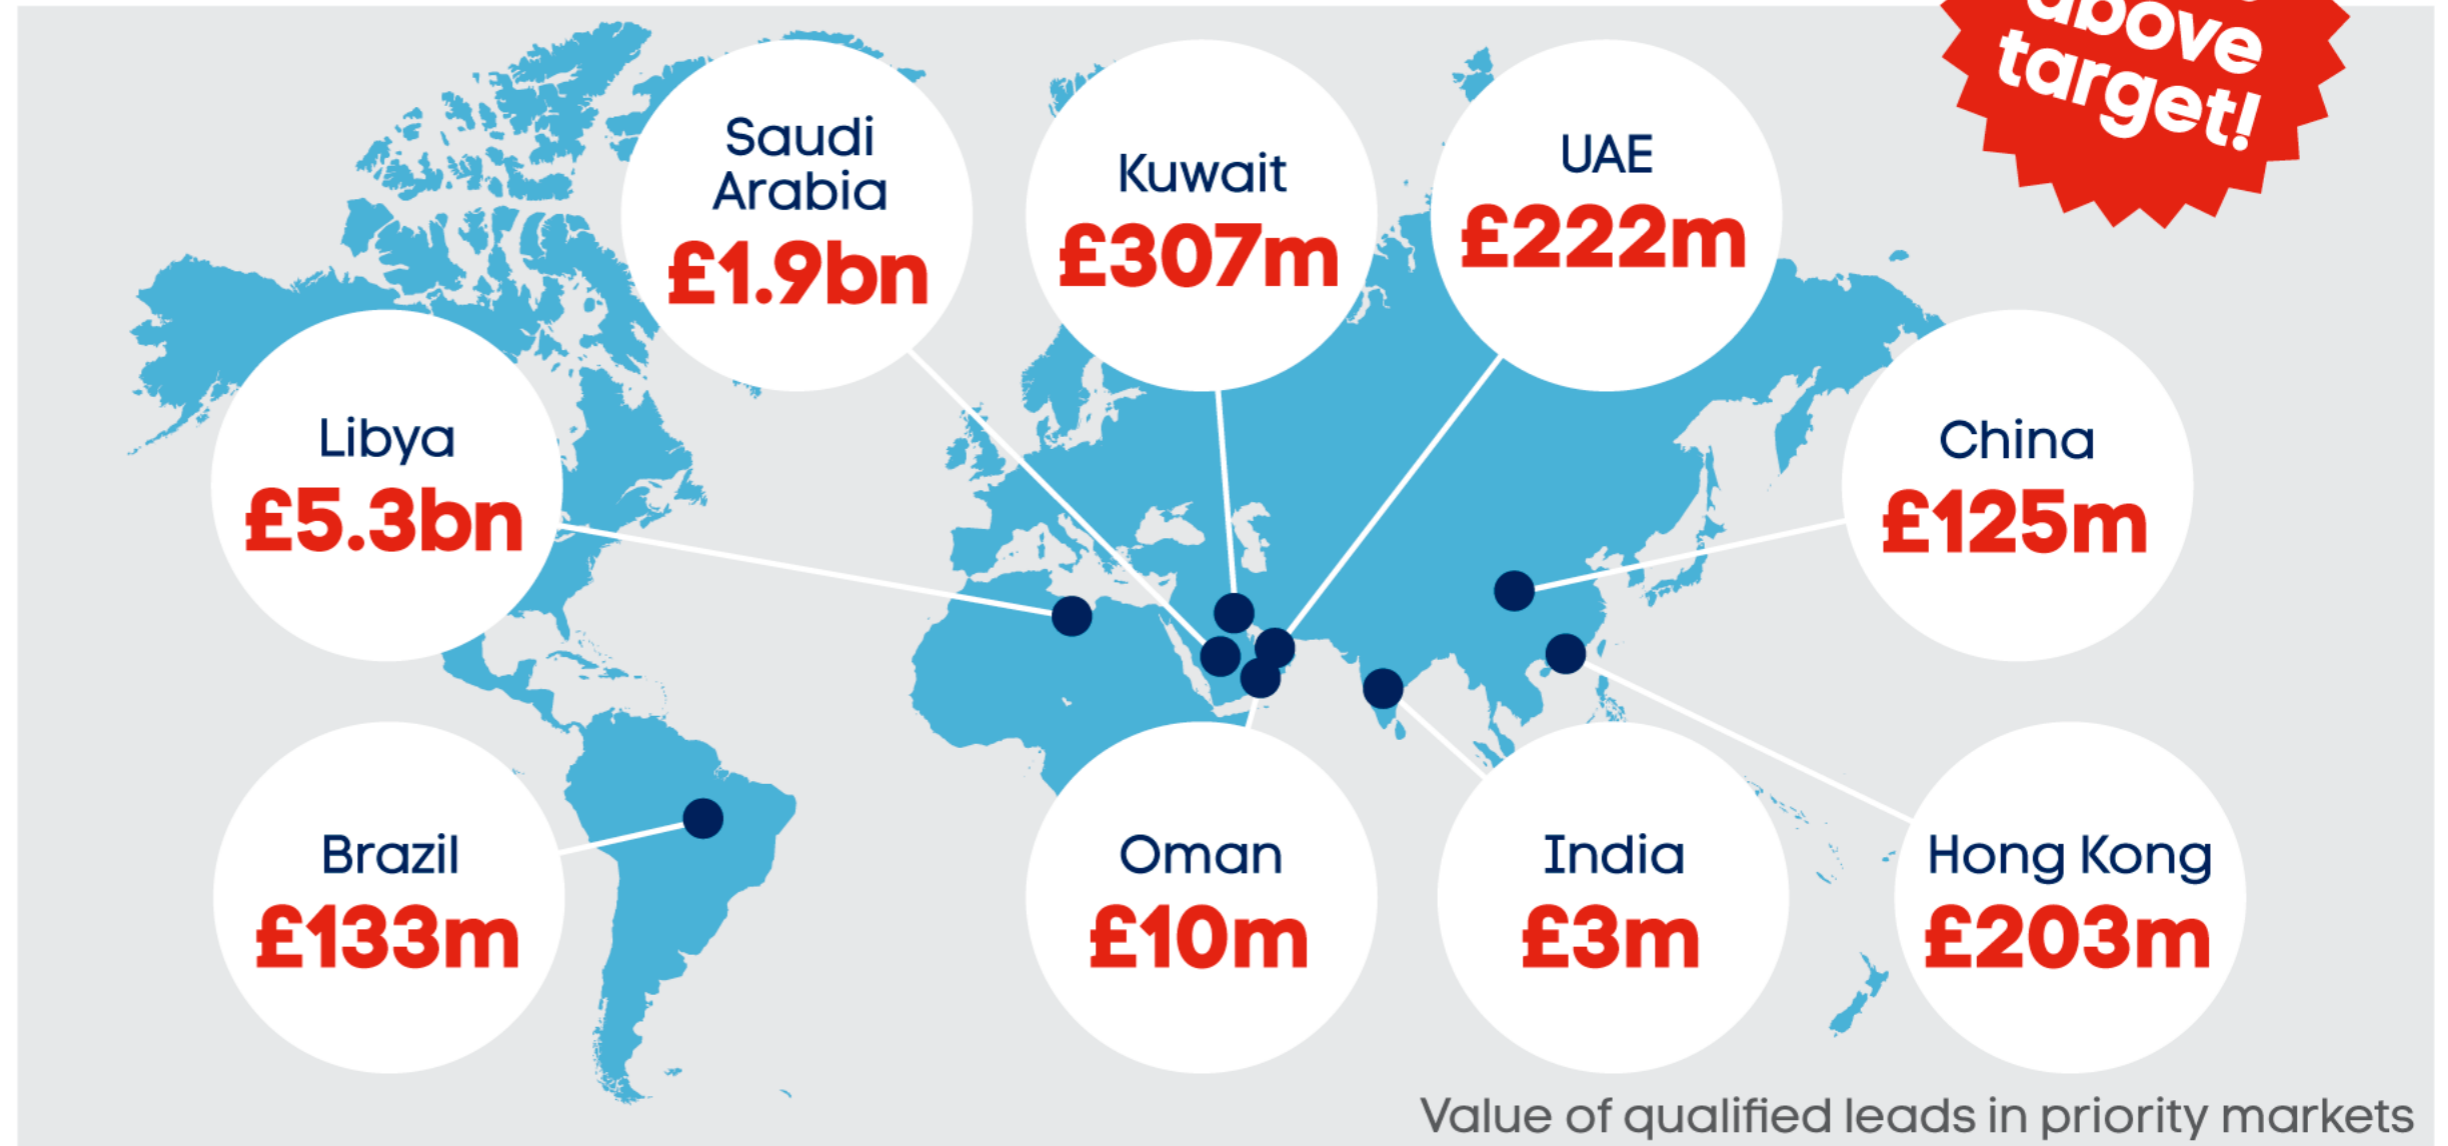 above
target!
Saudi
Arabia
£1.9bn
Kuwait
£307m
UAE
£222m
Libya
£5.3bn
China
£125m
Brazil
£133m
Oman
£10m
India
£3m
Hong Kong
£203m
Value of qualified leads in priority markets